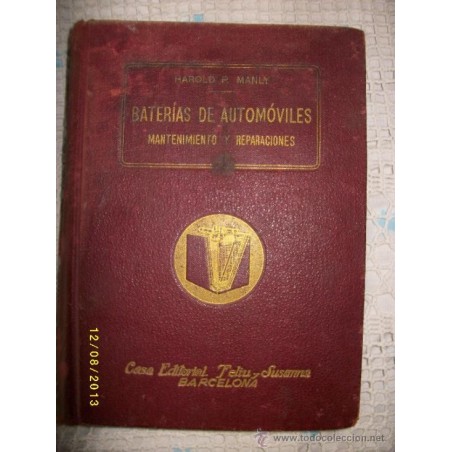 HAROLD P. MANLY
BATERÍAS DE AUTOMÓVILES
MANTENIMIENTO Y REPARACIONES
Casa Editorial Feliu y Susanna
BARCELONA
12/08/2013
© www.todocoleccion.net